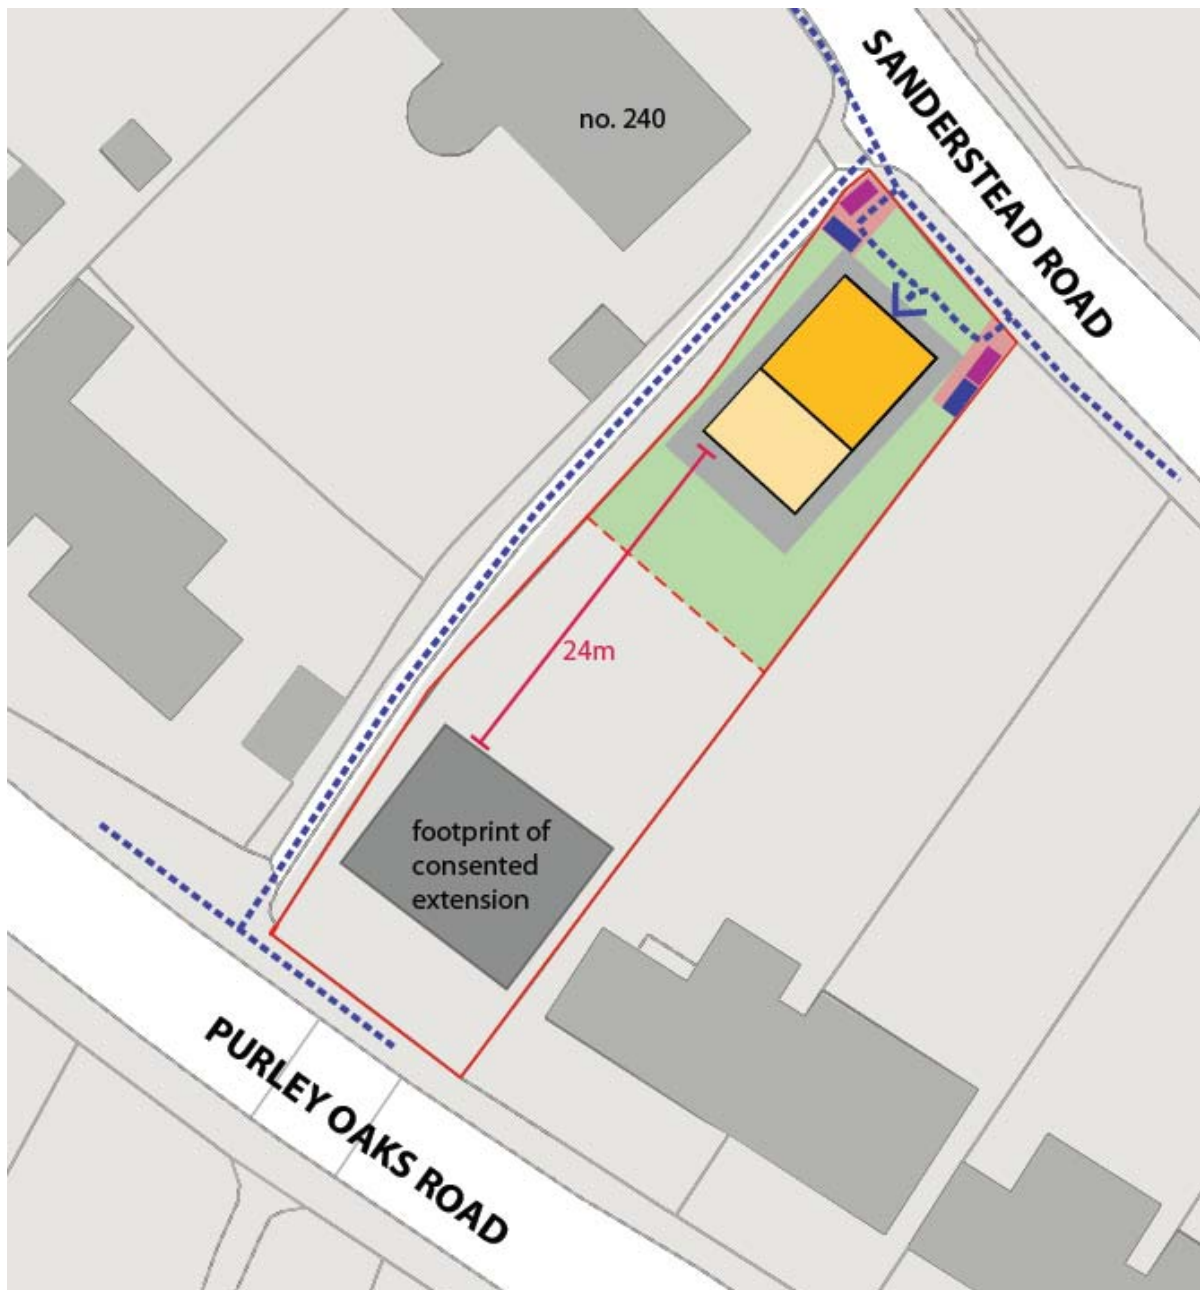 SANDERSTEAD ROAD
no. 240
24m
footprint of
consented
extension
PURLEY OAKS ROAD